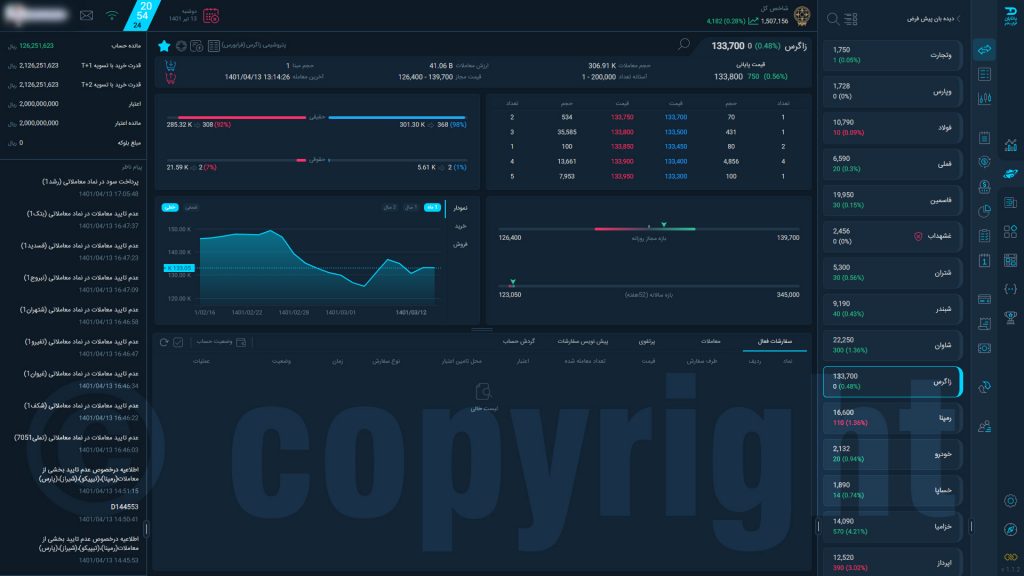 20
54
24
دوشنبه
13 تیر 1401
شاخص کل
1,507,156 4,182 (0.28%)
دیده بان پیش فرض
مانده حساب 126,251,623 ریال
قدرت خرید با تسویه T+1 2,126,251,623 ریال
قدرت خرید با تسویه T+2 2,126,251,623 ریال
اعتبار 2,000,000,000 ریال
مانده اعتبار 2,000,000,000 ریال
مبلغ بلوکه 0 ریال
پیام ناظر
پرداخت سود در نماد معاملاتی (رشد1)
1401/04/13 17:05:48
عدم تایید معاملات در نماد معاملاتی (بتک1)
1401/04/13 16:47:37
عدم تایید معاملات در نماد معاملاتی (فسدید1)
1401/04/13 16:47:23
عدم تایید معاملات در نماد معاملاتی (نبروج1)
1401/04/13 16:47:09
عدم تایید معاملات در نماد معاملاتی (شتهران1)
1401/04/13 16:46:58
عدم تایید معاملات در نماد معاملاتی (لفیرو1)
1401/04/13 16:46:47
عدم تایید معاملات در نماد معاملاتی (غیوان1)
1401/04/13 16:46:34
عدم تایید معاملات در نماد معاملاتی (شکف1)
1401/04/13 16:46:22
عدم تایید معاملات در نماد معاملاتی (تملی7051)
1401/04/13 16:46:03
اطلاعیه درخصوص عدم تایید بخشی از
معاملات(رمپنا)،(تیپیکو)،(شیراز)،(پارس)
1401/04/13 14:51:15
D144553
1401/04/13 14:50:41
اطلاعیه درخصوص عدم تایید بخشی از
معاملات(رمپنا)،(تیپیکو)،(شیراز)،(پارس)
1401/04/13 14:45:53
زاگرس 133,700 0 (0.48%)
پتروشیمی زاگرس (فرابورس)
قیمت پایانی
133,800 750 (0.56%)
حجم معاملات 306.91 K
ارزش معاملات 41.06 B
حجم مبنا 1
آستانه تعداد 1 - 200,000
قیمت مجاز 126,400 - 139,700
آخرین معامله 1401/04/13 13:14:26
حقیقی
301.30 K 368 (98%)
285.32 K 308 (92%)
حقوقی
5.61 K 2 (1%)
21.59 K 2 (7%)
تعداد حجم قیمت قیمت حجم تعداد
1 70 133,700 133,750 534 2
1 431 133,500 133,800 35,585 3
2 80 133,450 133,850 100 1
4 4,856 133,400 133,900 13,661 4
1 100 133,300 133,950 7,953 5
نمودار
خرید
فروش
1 ماه
1 سال
2 سال
شمعی
خطی
150.00 K
140.00 K
K 133.05
130.00 K
120.00 K
1/02/16 1401/02/22 1401/02/28 1401/03/01 1401/03/12
126,400 بازه مجاز روزانه 139,700
123,050 بازه سالانه (52هفته) 345,000
سفارشات فعال
معاملات
پرتفوی
پیش نویس سفارشات
گردش حساب
وضعیت حساب
نماد ردیف طرف سفارش قیمت تعداد معامله شده اعتبار محل تامین اعتبار نوع سفارش زمان وضعیت عملیات
لیست خالی
وتجارت 1,750
1 (0.05%)
وپارس 1,728
0 (0%)
فولاد 10,790
10 (0.09%)
فملی 6,590
20 (0.3%)
فاسمین 19,950
30 (0.15%)
غشهداب 2,456
0 (0%)
شتران 5,300
30 (0.56%)
شبندر 9,190
40 (0.43%)
شاوان 22,250
300 (1.36%)
زاگرس 133,700
0 (0.48%)
رمپنا 16,600
110 (1.36%)
خودرو 2,132
20 (0.94%)
خساپا 1,890
14 (0.74%)
خزامیا 14,090
570 (4.21%)
اپرداز 12,520
390 (3.02%)
v 1.1.2
© copyright